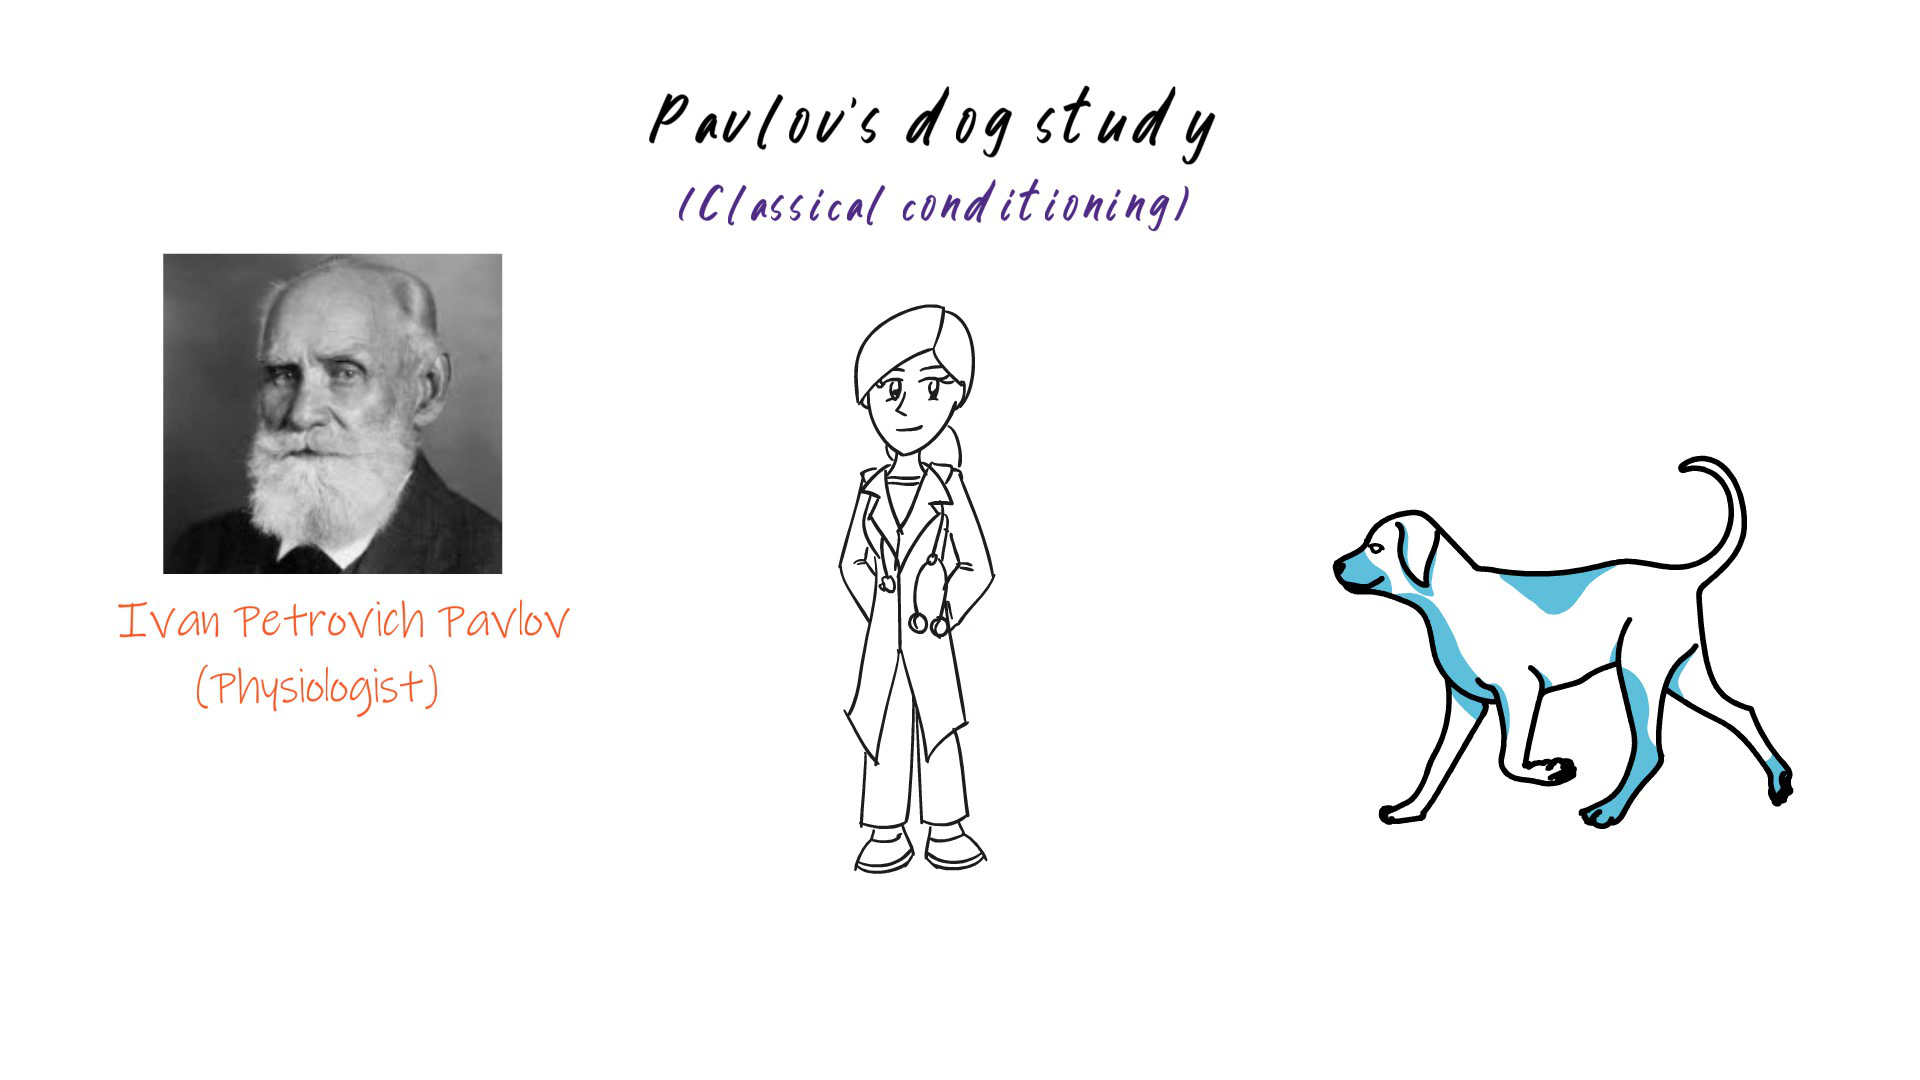 Pavlov's dog study
(Classical conditioning)
Ivan Petrovich Pavlov
(Physiologist)